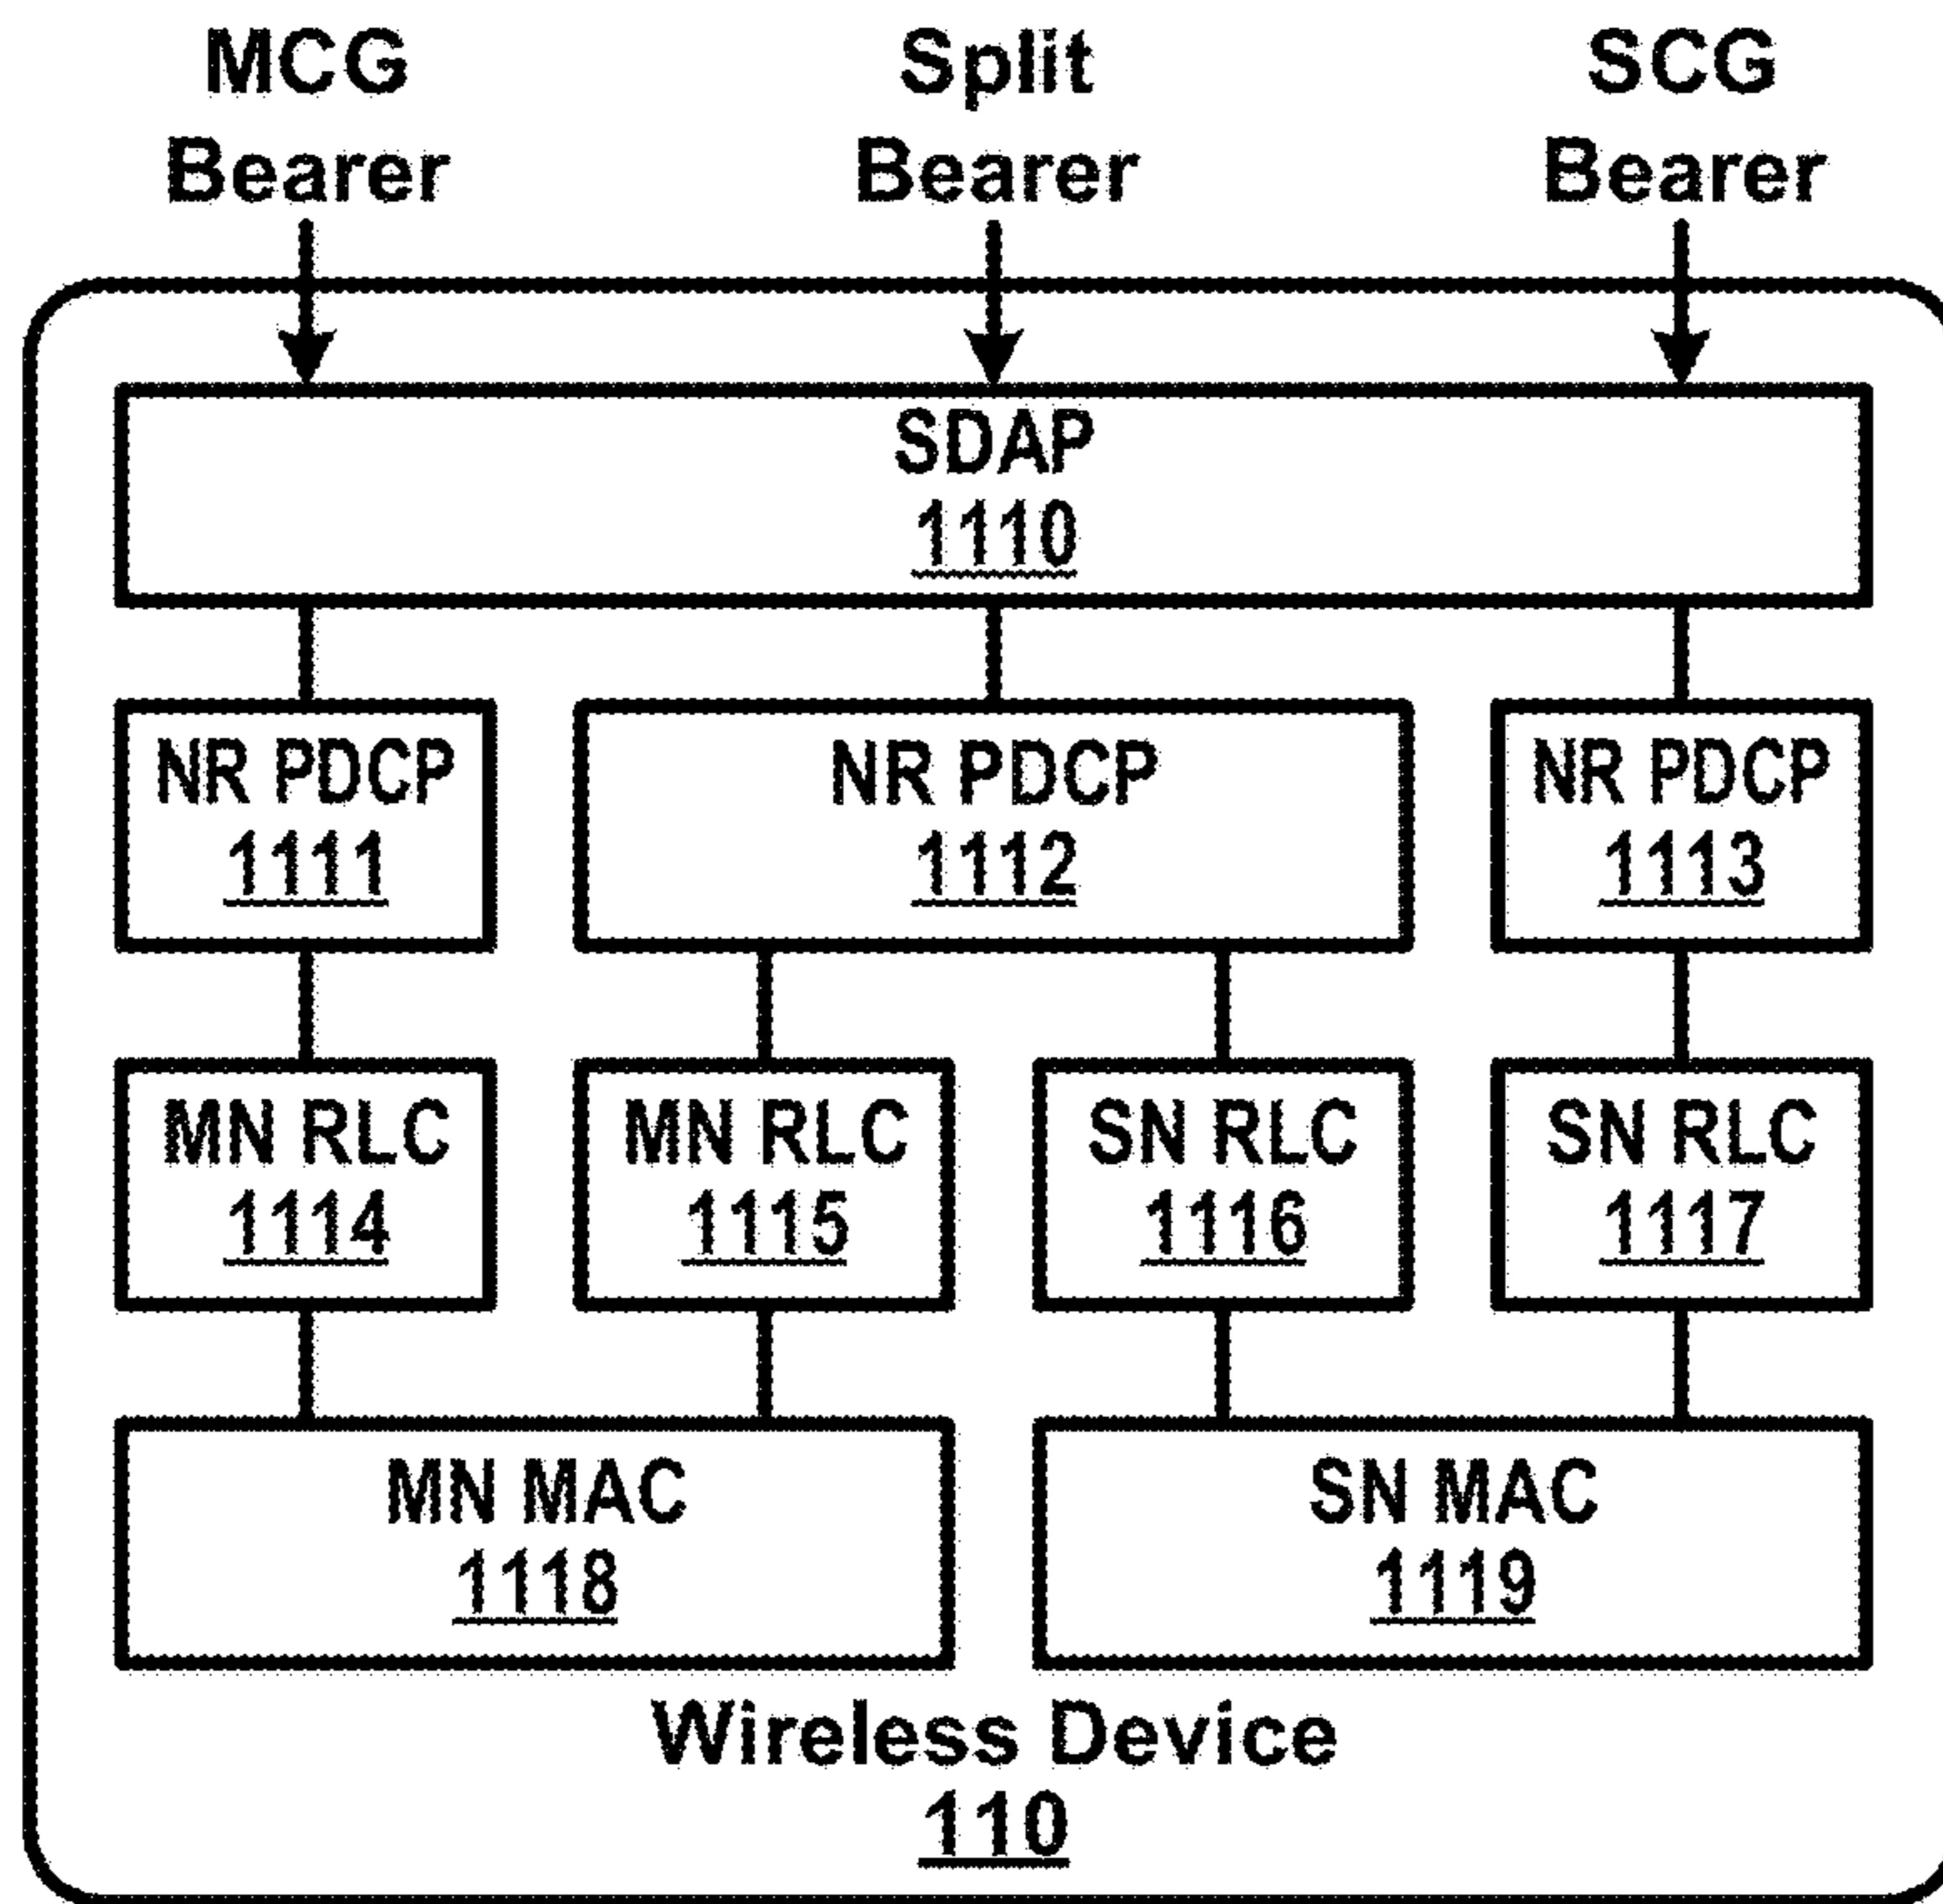 MCG
Bearer
Split
Bearer
SCG
Bearer
SDAP
1110
NR PDCP
1111
NR PDCP
1112
NR PDCP
1113
MN RLC
1114
MN RLC
1115
SN RLC
1116
SN RLC
1117
MN MAC
1118
SN MAC
1119
Wireless Device
110